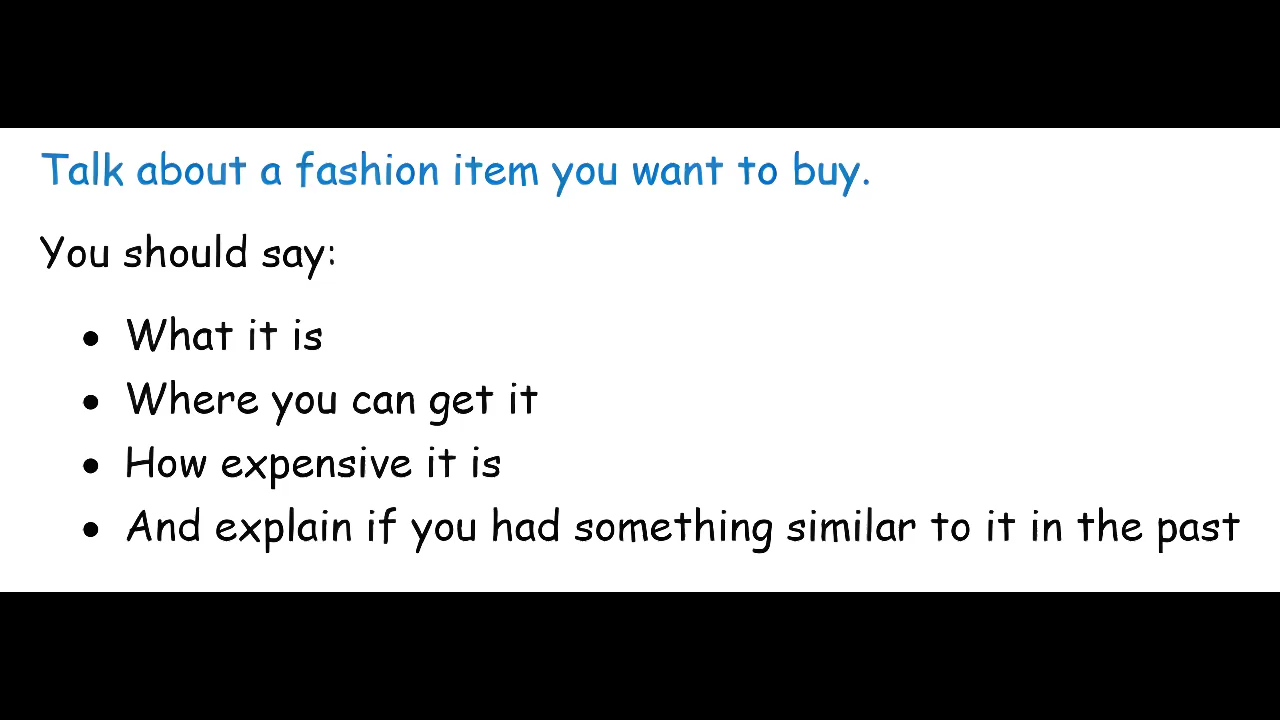 Talk about a fashion item you want to buy.
You should say:
• What it is
• Where you can get it
• How expensive it is
• And explain if you had something similar to it in the past